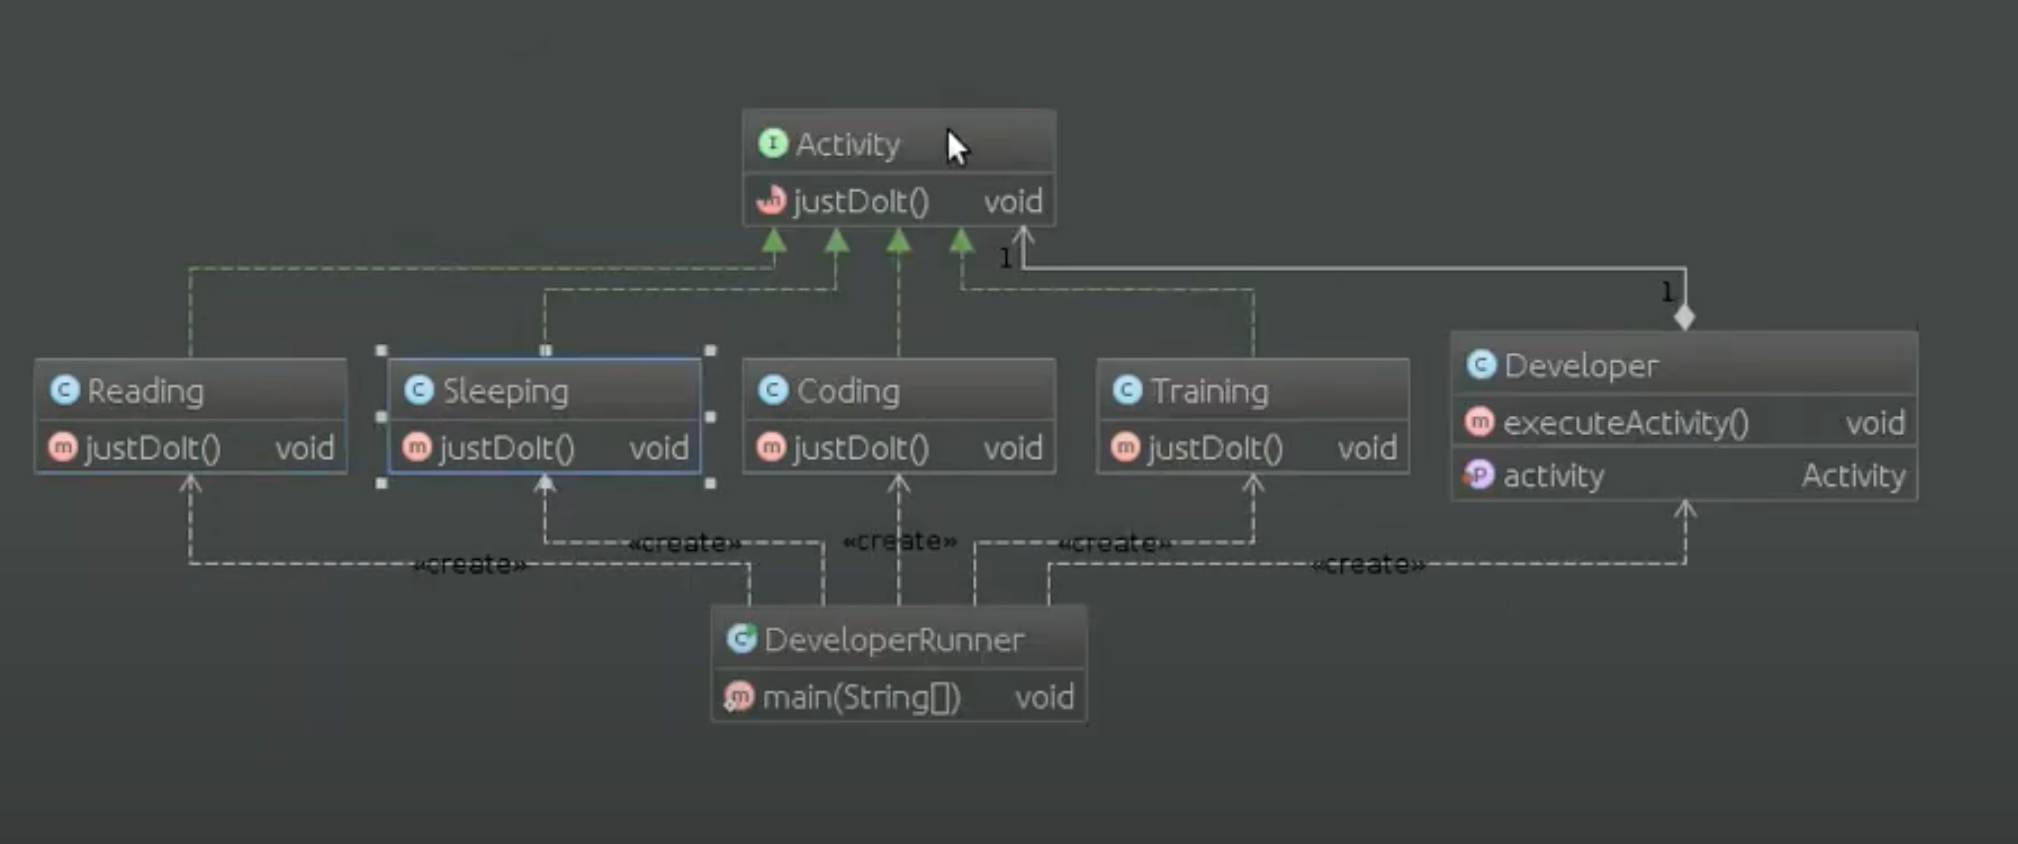 I Activity
m justDoIt() void
1
1
C Reading
m justDoIt() void
C Sleeping
m justDoIt() void
C Coding
m justDoIt() void
C Training
m justDoIt() void
C Developer
m executeActivity() void
P activity Activity
«create»
«create»
«create»
«create»
«create»
C DeveloperRunner
m main(String[]) void